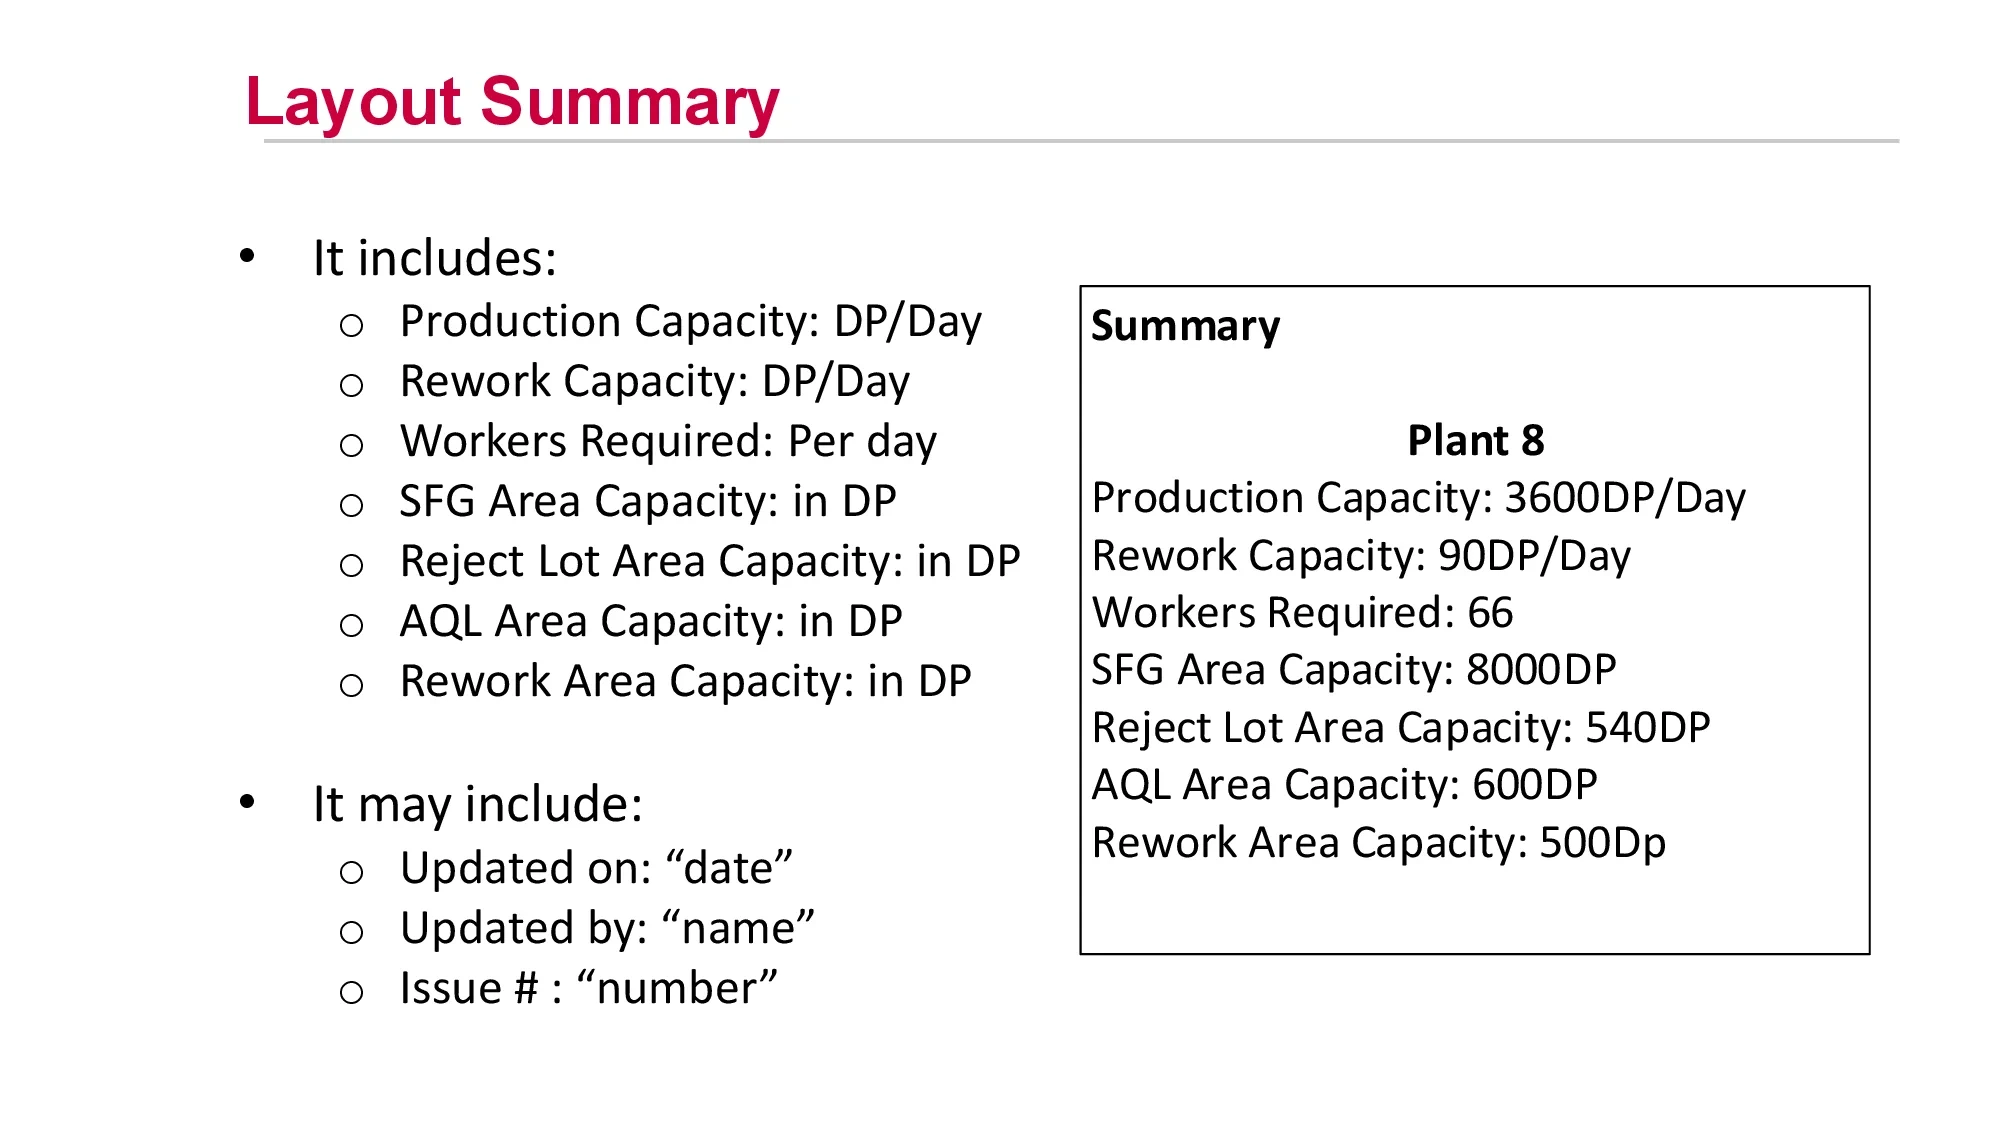 Layout Summary
• It includes:
o Production Capacity: DP/Day
o Rework Capacity: DP/Day
o Workers Required: Per day
o SFG Area Capacity: in DP
o Reject Lot Area Capacity: in DP
o AQL Area Capacity: in DP
o Rework Area Capacity: in DP
• It may include:
o Updated on: “date”
o Updated by: “name”
o Issue # : “number”
Summary
Plant 8
Production Capacity: 3600DP/Day
Rework Capacity: 90DP/Day
Workers Required: 66
SFG Area Capacity: 8000DP
Reject Lot Area Capacity: 540DP
AQL Area Capacity: 600DP
Rework Area Capacity: 500Dp